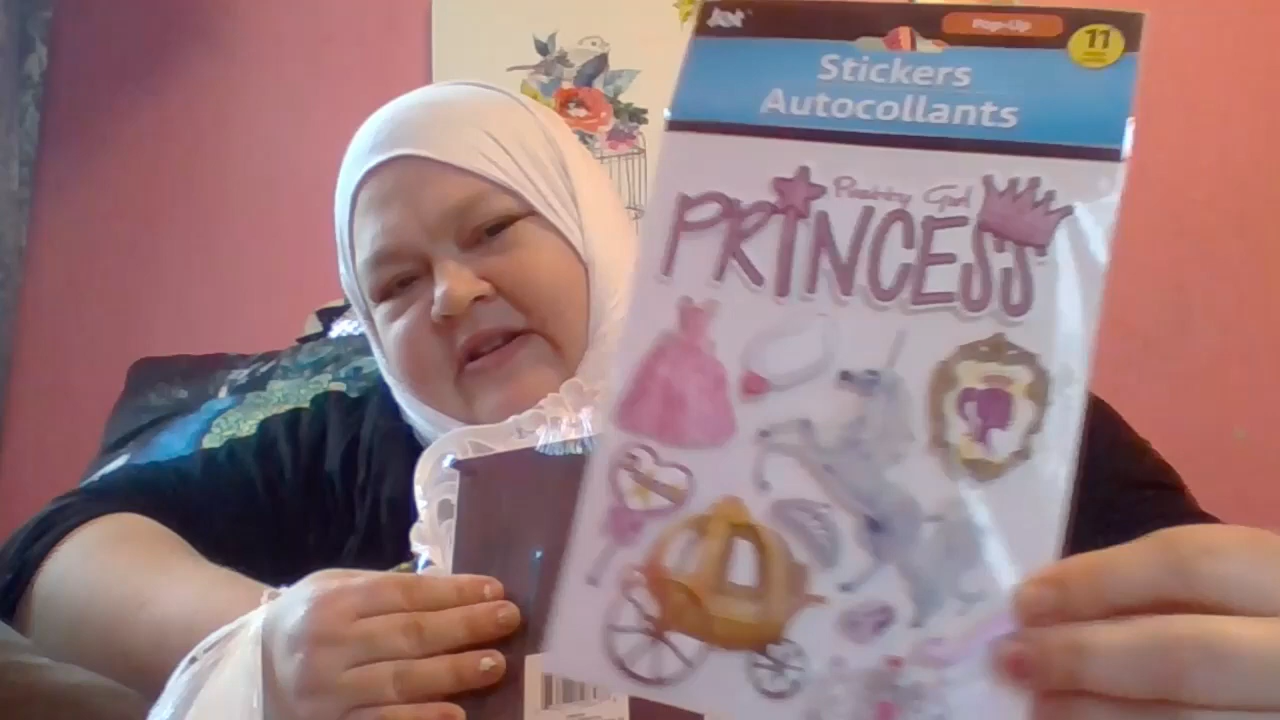 Jot
Pop-Up
11
Stickers
Autocollants
Pretty Girl
PRINCESS